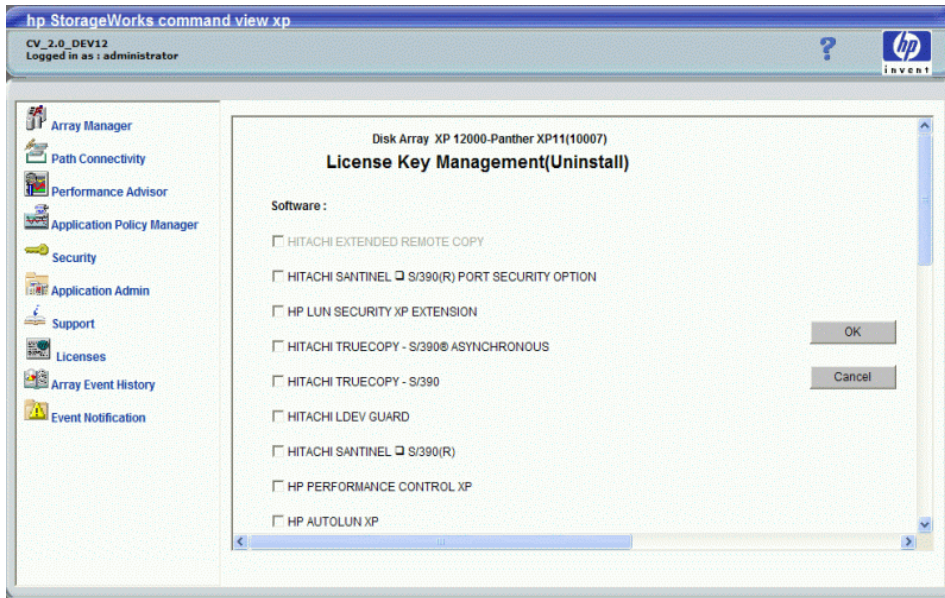 hp StorageWorks command view xp
CV_2.0_DEV12
Logged in as : administrator
?
hp
invent
Array Manager
Path Connectivity
Performance Advisor
Application Policy Manager
Security
Application Admin
Support
Licenses
Array Event History
Event Notification
Disk Array XP 12000-Panther XP11(10007)
License Key Management(Uninstall)
Software :
HITACHI EXTENDED REMOTE COPY
HITACHI SANTINEL □ S/390(R) PORT SECURITY OPTION
HP LUN SECURITY XP EXTENSION
HITACHI TRUECOPY - S/390® ASYNCHRONOUS
HITACHI TRUECOPY - S/390
HITACHI LDEV GUARD
HITACHI SANTINEL □ S/390(R)
HP PERFORMANCE CONTROL XP
HP AUTOLUN XP
OK
Cancel